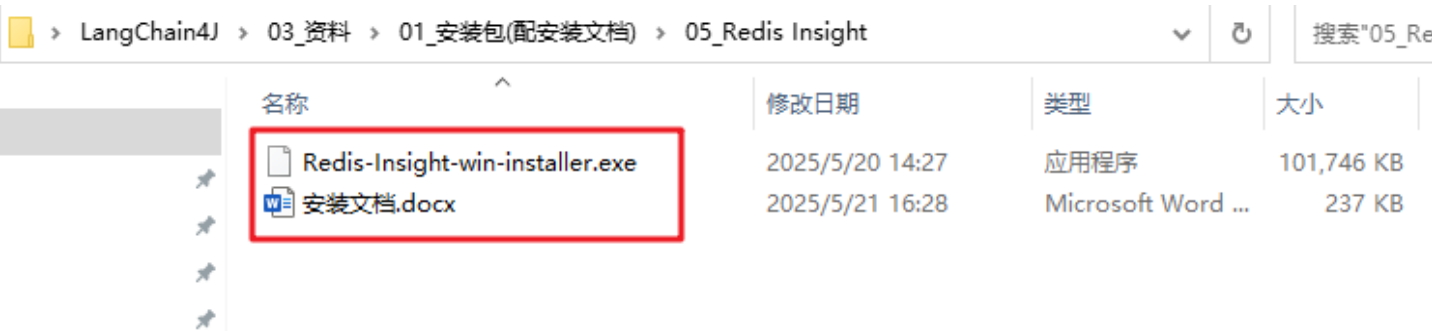 LangChain4J > 03_资料 > 01_安装包(配安装文档) > 05_Redis Insight 搜索"05_Re
名称 修改日期 类型 大小
Redis-Insight-win-installer.exe 2025/5/20 14:27 应用程序 101,746 KB
安装文档.docx 2025/5/21 16:28 Microsoft Word ... 237 KB